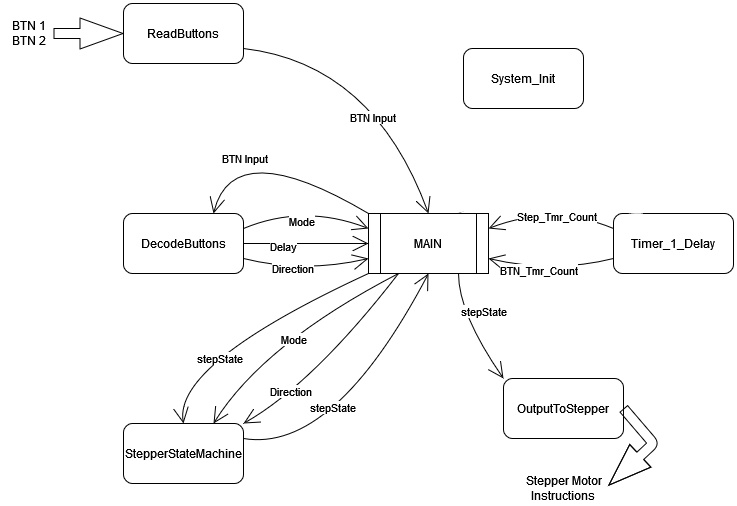 BTN 1
BTN 2
ReadButtons
System_Init
BTN Input
BTN Input
DecodeButtons
Mode
Delay
Direction
MAIN
Step_Tmr_Count
BTN_Tmr_Count
Timer_1_Delay
stepState
Mode
Direction
stepState
stepState
StepperStateMachine
OutputToStepper
Stepper Motor
Instructions